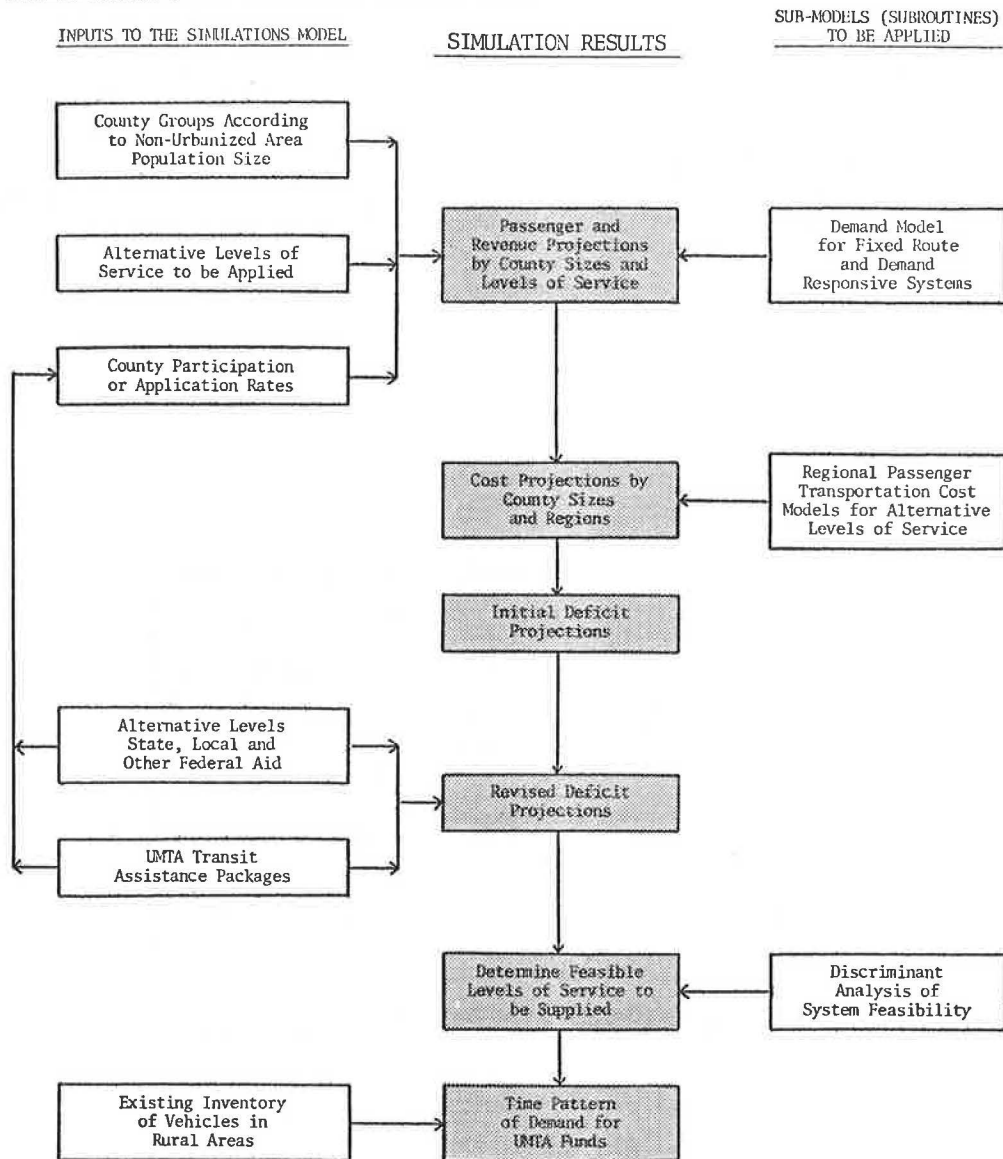 INPUTS TO THE SIMULATIONS MODEL
SIMULATION RESULTS
SUB-MODELS (SUBROUTINES)
TO BE APPLIED
County Groups According
to Non-Urbanized Area
Population Size
Alternative Levels of
Service to be Applied
County Participation
or Application Rates
Passenger and
Revenue Projections
by County Sizes and
Levels of Service
Demand Model
for Fixed Route
and Demand
Responsive Systems
Cost Projections by
County Sizes
and Regions
Regional Passenger
Transportation Cost
Models for Alternative
Levels of Service
Initial Deficit
Projections
Alternative Levels
State, Local and
Other Federal Aid
UMTA Transit
Assistance Packages
Revised Deficit
Projections
Determine Feasible
Levels of Service to
be Supplied
Discriminant
Analysis of
System Feasibility
Existing Inventory
of Vehicles in
Rural Areas
Time Pattern
of Demand for
UMTA Funds